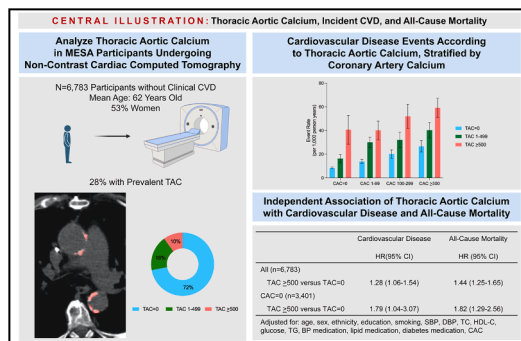 CENTRAL ILLUSTRATION: Thoracic Aortic Calcium, Incident CVD, and All-Cause Mortality
Analyze Thoracic Aortic Calcium
in MESA Participants Undergoing
Non-Contrast Cardiac Computed Tomography
N=6,783 Participants without Clinical CVD
Mean Age: 62 Years Old
53% Women
28% with Prevalent TAC
10%
18%
72%
TAC=0 TAC 1-499 TAC ≥500
Cardiovascular Disease Events According
to Thoracic Aortic Calcium, Stratified by
Coronary Artery Calcium
Event Rate
(per 1,000 person-years)
80
60
40
20
0
TAC=0
TAC 1-499
TAC ≥500
CAC=0 CAC 1-99 CAC 100-299 CAC ≥300
Independent Association of Thoracic Aortic Calcium
with Cardiovascular Disease and All-Cause Mortality
Cardiovascular Disease All-Cause Mortality
HR(95% CI) HR (95% CI)
All (n=6,783)
TAC ≥500 versus TAC=0 1.28 (1.06-1.54) 1.44 (1.25-1.65)
CAC=0 (n=3,401)
TAC ≥500 versus TAC=0 1.79 (1.04-3.07) 1.82 (1.29-2.56)
Adjusted for: age, sex, ethnicity, education, smoking, SBP, DBP, TC, HDL-C,
glucose, TG, BP medication, lipid medication, diabetes medication, CAC